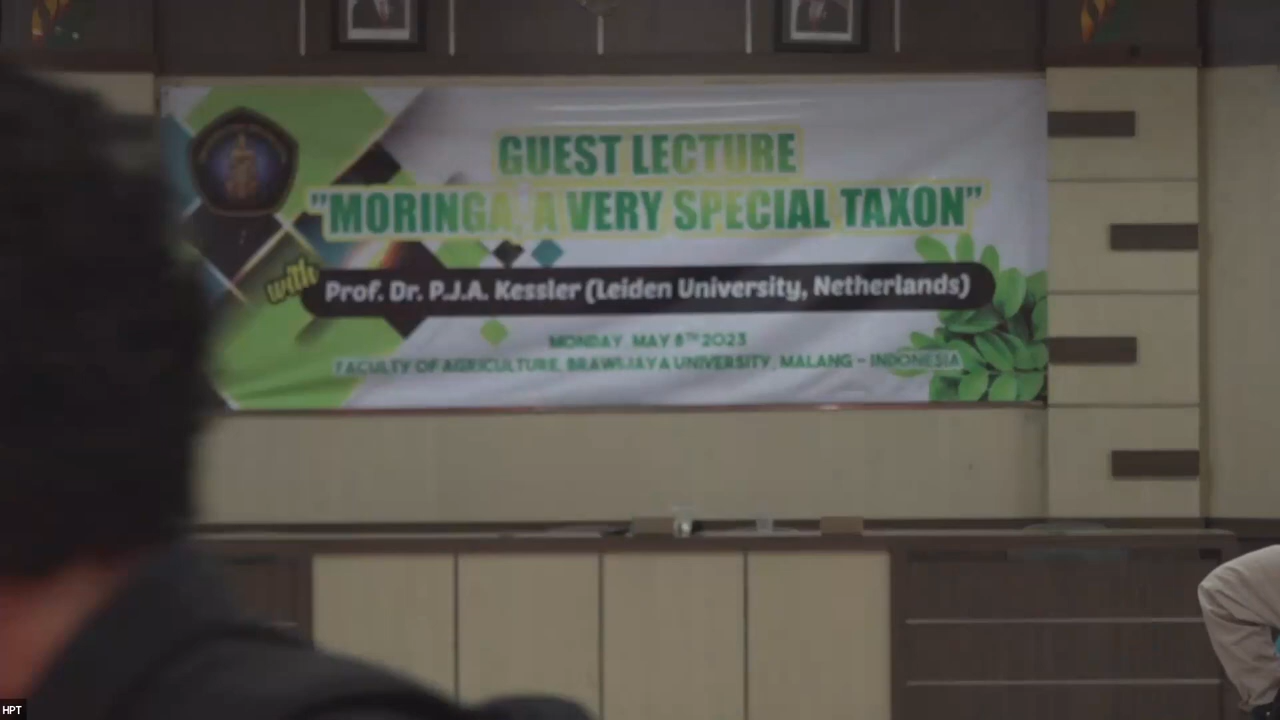 GUEST LECTURE
"MORINGA, A VERY SPECIAL TAXON"
with
Prof. Dr. P.J.A. Kessler (Leiden University, Netherlands)
MONDAY MAY 8TH 2023
FACULTY OF AGRICULTURE, BRAWIJAYA UNIVERSITY, MALANG - INDONESIA
HPT